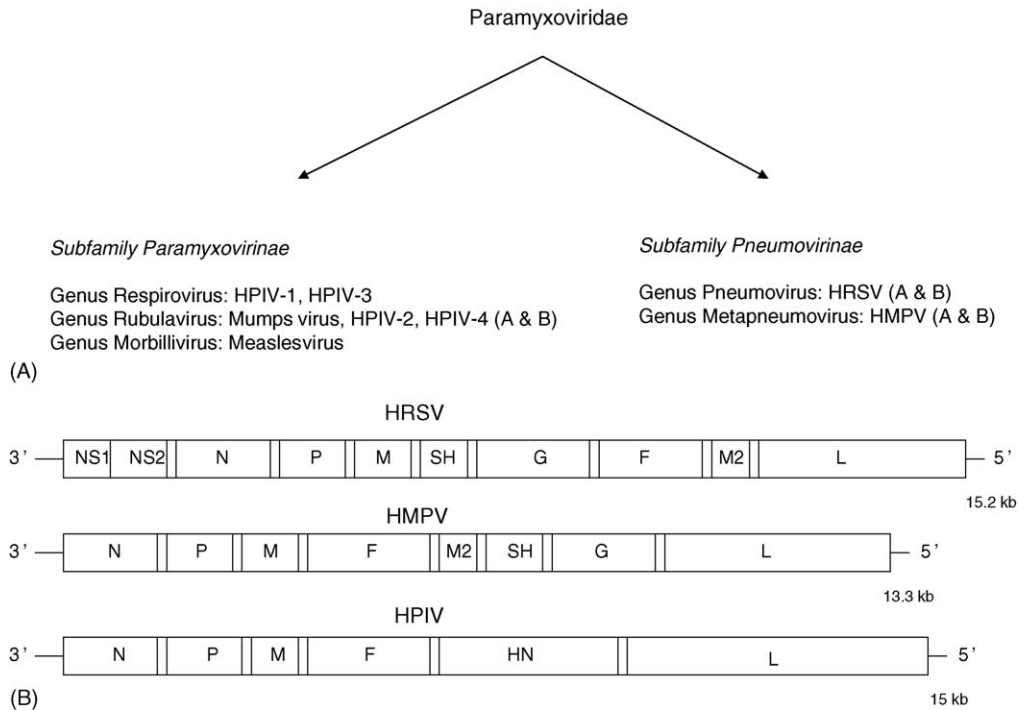 Paramyxoviridae
Subfamily Paramyxovirinae
Genus Respirovirus: HPIV-1, HPIV-3
Genus Rubulavirus: Mumps virus, HPIV-2, HPIV-4 (A & B)
Genus Morbillivirus: Measlesvirus
Subfamily Pneumovirinae
Genus Pneumovirus: HRSV (A & B)
Genus Metapneumovirus: HMPV (A & B)
(A)
HRSV
3' NS1 NS2 N P M SH G F M2 L 5'
15.2 kb
HMPV
3' N P M F M2 SH G L 5'
13.3 kb
HPIV
3' N P M F HN L 5'
(B)
15 kb